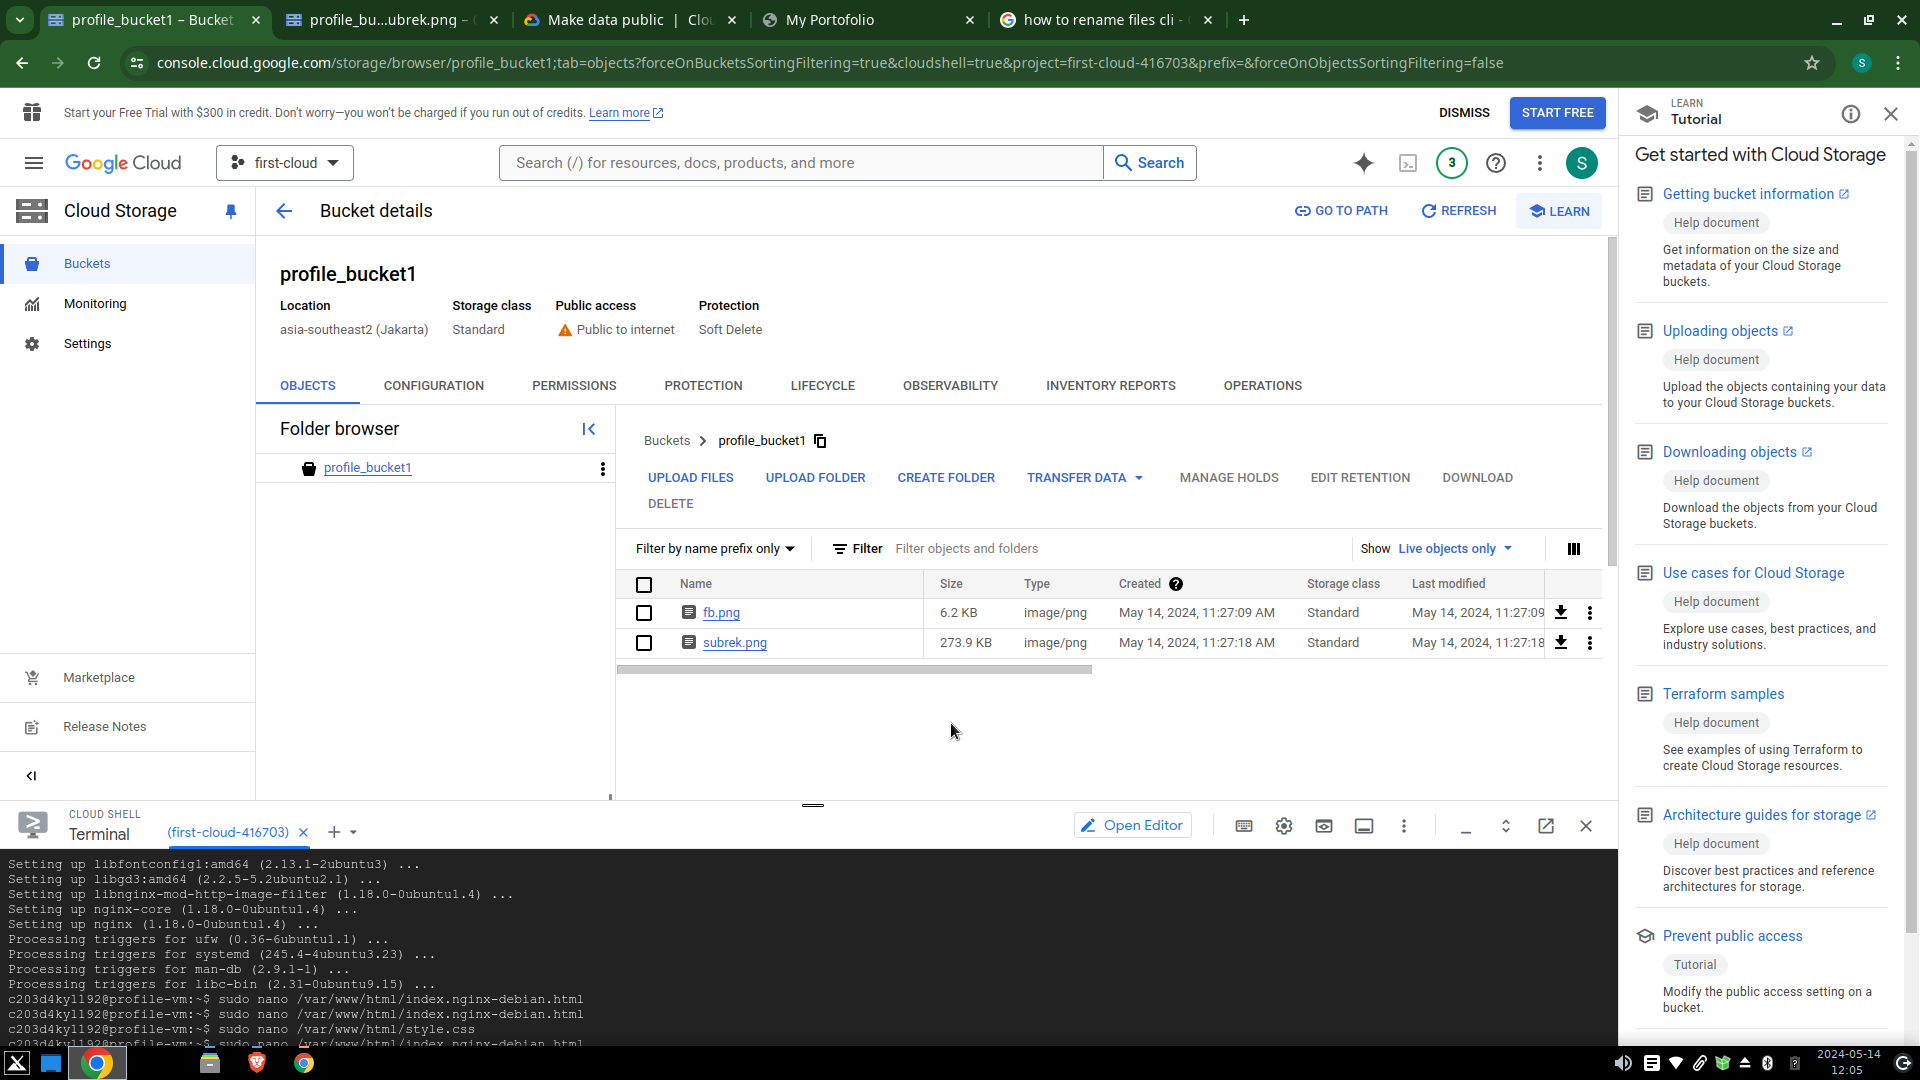 profile_bucket1 – Bucket
profile_bu...ubrek.png –
Make data public | Clou
My Portofolio
how to rename files cli -
console.cloud.google.com/storage/browser/profile_bucket1;tab=objects?forceOnBucketsSortingFiltering=true&cloudshell=true&project=first-cloud-416703&prefix=&forceOnObjectsSortingFiltering=false
S
Start your Free Trial with $300 in credit. Don't worry—you won't be charged if you run out of credits. Learn more
DISMISS
START FREE
Google Cloud
first-cloud
Search (/) for resources, docs, products, and more
Search
3
S
Cloud Storage
Buckets
Monitoring
Settings
Marketplace
Release Notes
Bucket details
GO TO PATH
REFRESH
LEARN
profile_bucket1
Location
Storage class
Public access
Protection
asia-southeast2 (Jakarta)
Standard
Public to internet
Soft Delete
OBJECTS
CONFIGURATION
PERMISSIONS
PROTECTION
LIFECYCLE
OBSERVABILITY
INVENTORY REPORTS
OPERATIONS
Folder browser
profile_bucket1
Buckets
profile_bucket1
UPLOAD FILES
UPLOAD FOLDER
CREATE FOLDER
TRANSFER DATA
MANAGE HOLDS
EDIT RETENTION
DOWNLOAD
DELETE
Filter by name prefix only
Filter
Filter objects and folders
Show
Live objects only
Name
Size
Type
Created
Storage class
Last modified
fb.png
6.2 KB
image/png
May 14, 2024, 11:27:09 AM
Standard
May 14, 2024, 11:27:09
subrek.png
273.9 KB
image/png
May 14, 2024, 11:27:18 AM
Standard
May 14, 2024, 11:27:18
LEARN
Tutorial
Get started with Cloud Storage
Getting bucket information
Help document
Get information on the size and
metadata of your Cloud Storage
buckets.
Uploading objects
Help document
Upload the objects containing your data
to your Cloud Storage buckets.
Downloading objects
Help document
Download the objects from your Cloud
Storage buckets.
Use cases for Cloud Storage
Help document
Explore use cases, best practices, and
industry solutions.
Terraform samples
Help document
See examples of using Terraform to
create Cloud Storage resources.
Architecture guides for storage
Help document
Discover best practices and reference
architectures for storage.
Prevent public access
Tutorial
Modify the public access setting on a
bucket.
CLOUD SHELL
Terminal
(first-cloud-416703)
Open Editor
Setting up libfontconfig1:amd64 (2.13.1-2ubuntu3) ...
Setting up libgd3:amd64 (2.2.5-5.2ubuntu2.1) ...
Setting up libnginx-mod-http-image-filter (1.18.0-0ubuntu1.4) ...
Setting up nginx-core (1.18.0-0ubuntu1.4) ...
Setting up nginx (1.18.0-0ubuntu1.4) ...
Processing triggers for ufw (0.36-6ubuntu1.1) ...
Processing triggers for systemd (245.4-4ubuntu3.23) ...
Processing triggers for man-db (2.9.1-1) ...
Processing triggers for libc-bin (2.31-0ubuntu9.15) ...
c203d4ky1192@profile-vm:~$ sudo nano /var/www/html/index.nginx-debian.html
c203d4ky1192@profile-vm:~$ sudo nano /var/www/html/index.nginx-debian.html
c203d4ky1192@profile-vm:~$ sudo nano /var/www/html/style.css
c203d4ky1192@profile-vm:~$ sudo nano /var/www/html/index.nginx-debian.html
2024-05-14
12:05